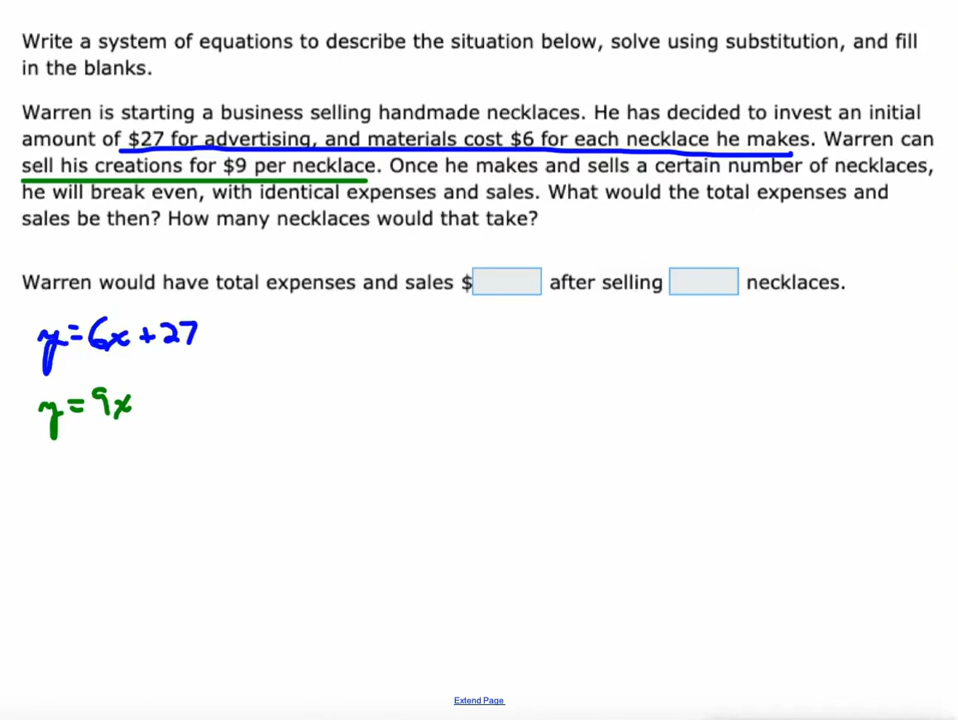 Write a system of equations to describe the situation below, solve using substitution, and fill
in the blanks.
Warren is starting a business selling handmade necklaces. He has decided to invest an initial
amount of $27 for advertising, and materials cost $6 for each necklace he makes. Warren can
sell his creations for $9 per necklace. Once he makes and sells a certain number of necklaces,
he will break even, with identical expenses and sales. What would the total expenses and
sales be then? How many necklaces would that take?
Warren would have total expenses and sales $ after selling necklaces.
y=6x+27
y=9x
Extend Page